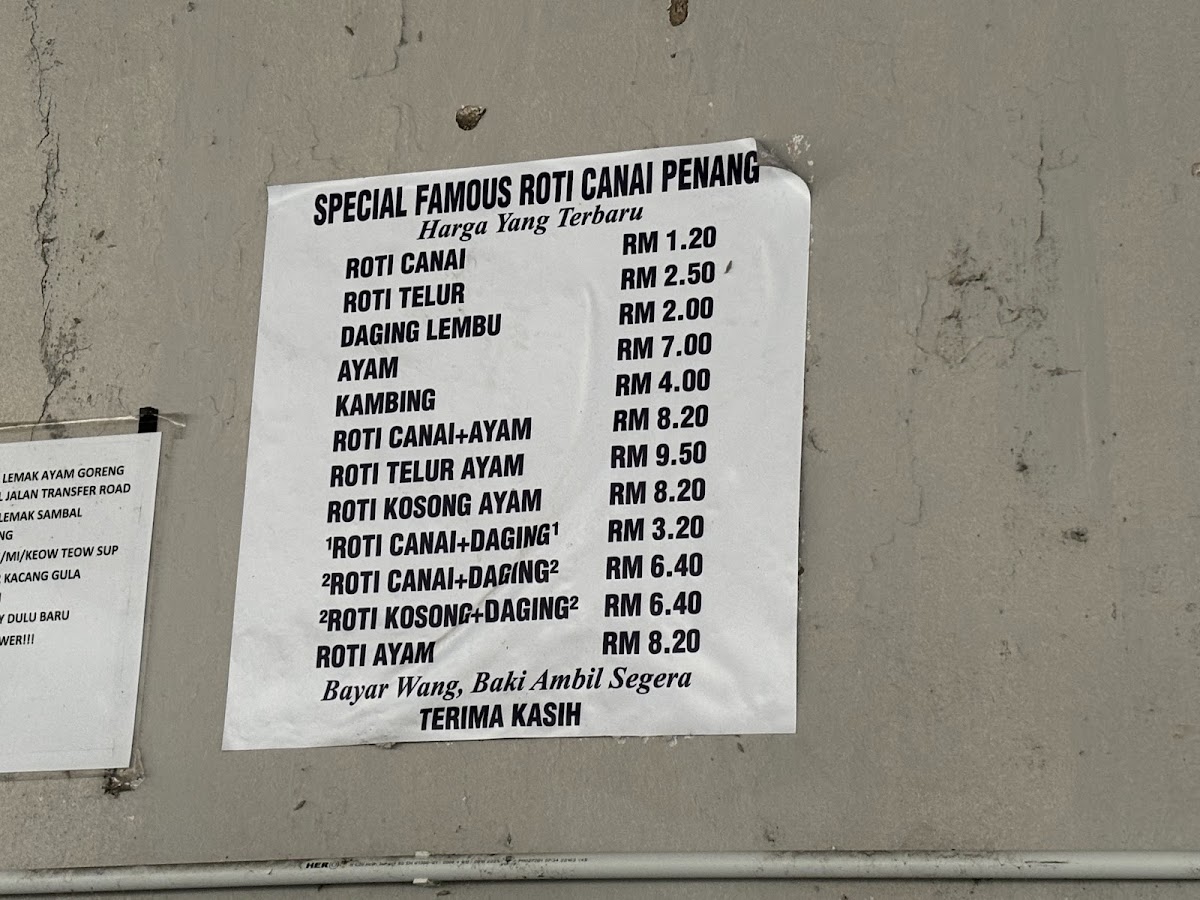 SPECIAL FAMOUS ROTI CANAI PENANG
Harga Yang Terbaru
ROTI CANAI RM 1.20
ROTI TELUR RM 2.50
DAGING LEMBU RM 2.00
AYAM RM 7.00
KAMBING RM 4.00
ROTI CANAI+AYAM RM 8.20
ROTI TELUR AYAM RM 9.50
ROTI KOSONG AYAM RM 8.20
¹ROTI CANAI+DAGING¹ RM 3.20
²ROTI CANAI+DAGING² RM 6.40
²ROTI KOSONG+DAGING² RM 6.40
ROTI AYAM RM 8.20
Bayar Wang, Baki Ambil Segera
TERIMA KASIH
LEMAK AYAM GORENG
JALAN TRANSFER ROAD
LEMAK SAMBAL
NG
/MI/KEOW TEOW SUP
KACANG GULA
Y DULU BARU
WER!!!
HER